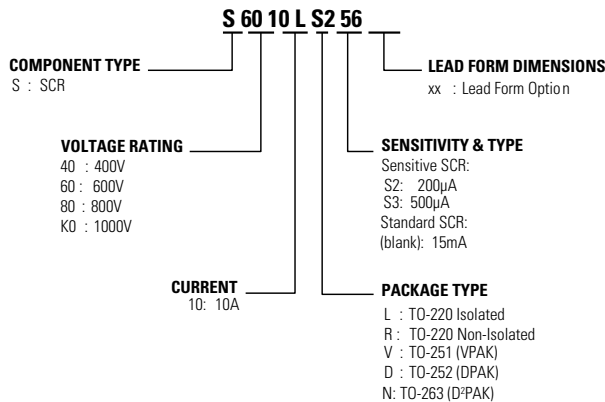 S 60 10 L S2 56
COMPONENT TYPE
S : SCR
VOLTAGE RATING
40 : 400V
60 : 600V
80 : 800V
K0 : 1000V
CURRENT
10: 10A
LEAD FORM DIMENSIONS
xx : Lead Form Option
SENSITIVITY & TYPE
Sensitive SCR:
S2: 200µA
S3: 500µA
Standard SCR:
(blank): 15mA
PACKAGE TYPE
L : TO-220 Isolated
R : TO-220 Non-Isolated
V : TO-251 (VPAK)
D : TO-252 (DPAK)
N: TO-263 (D²PAK)